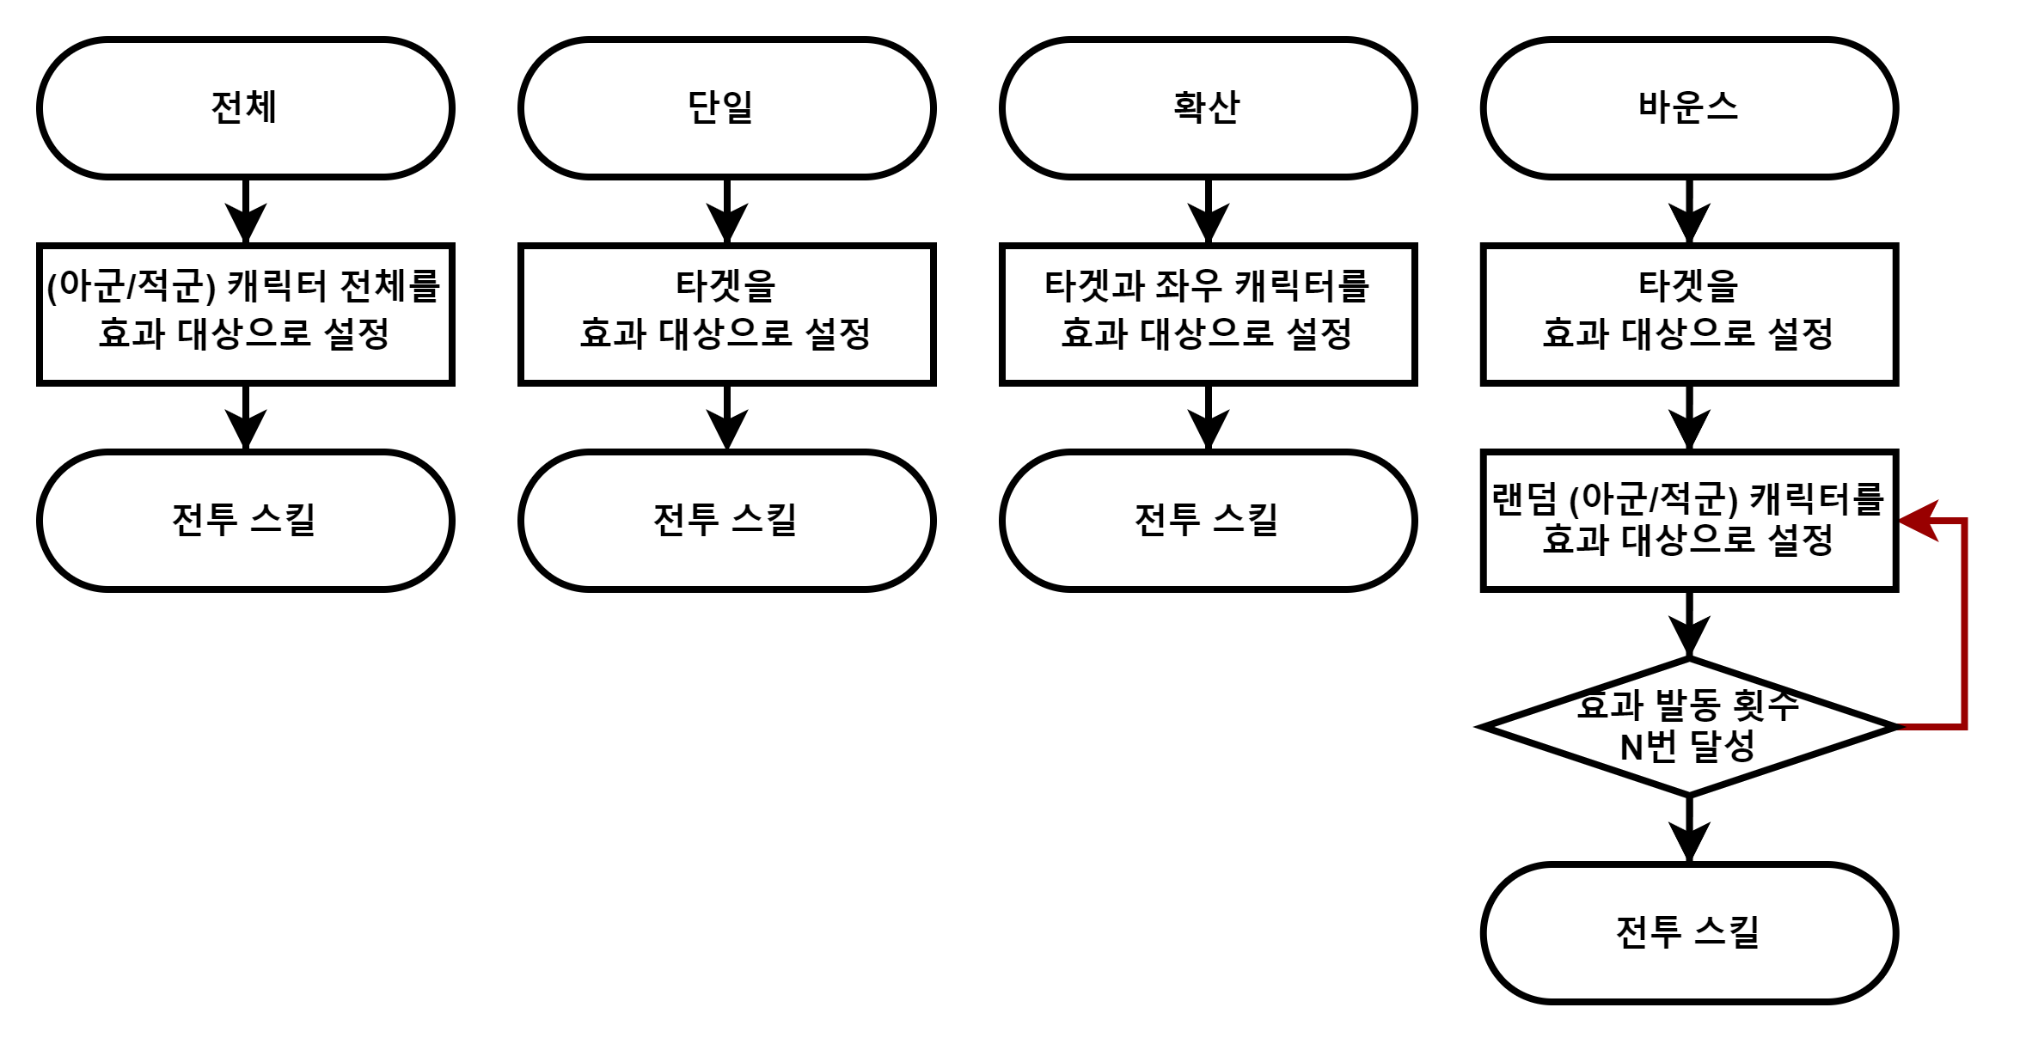 전체
(아군/적군) 캐릭터 전체를
효과 대상으로 설정
전투 스킬
단일
타겟을
효과 대상으로 설정
전투 스킬
확산
타겟과 좌우 캐릭터를
효과 대상으로 설정
전투 스킬
바운스
타겟을
효과 대상으로 설정
랜덤 (아군/적군) 캐릭터를
효과 대상으로 설정
효과 발동 횟수
N번 달성
전투 스킬